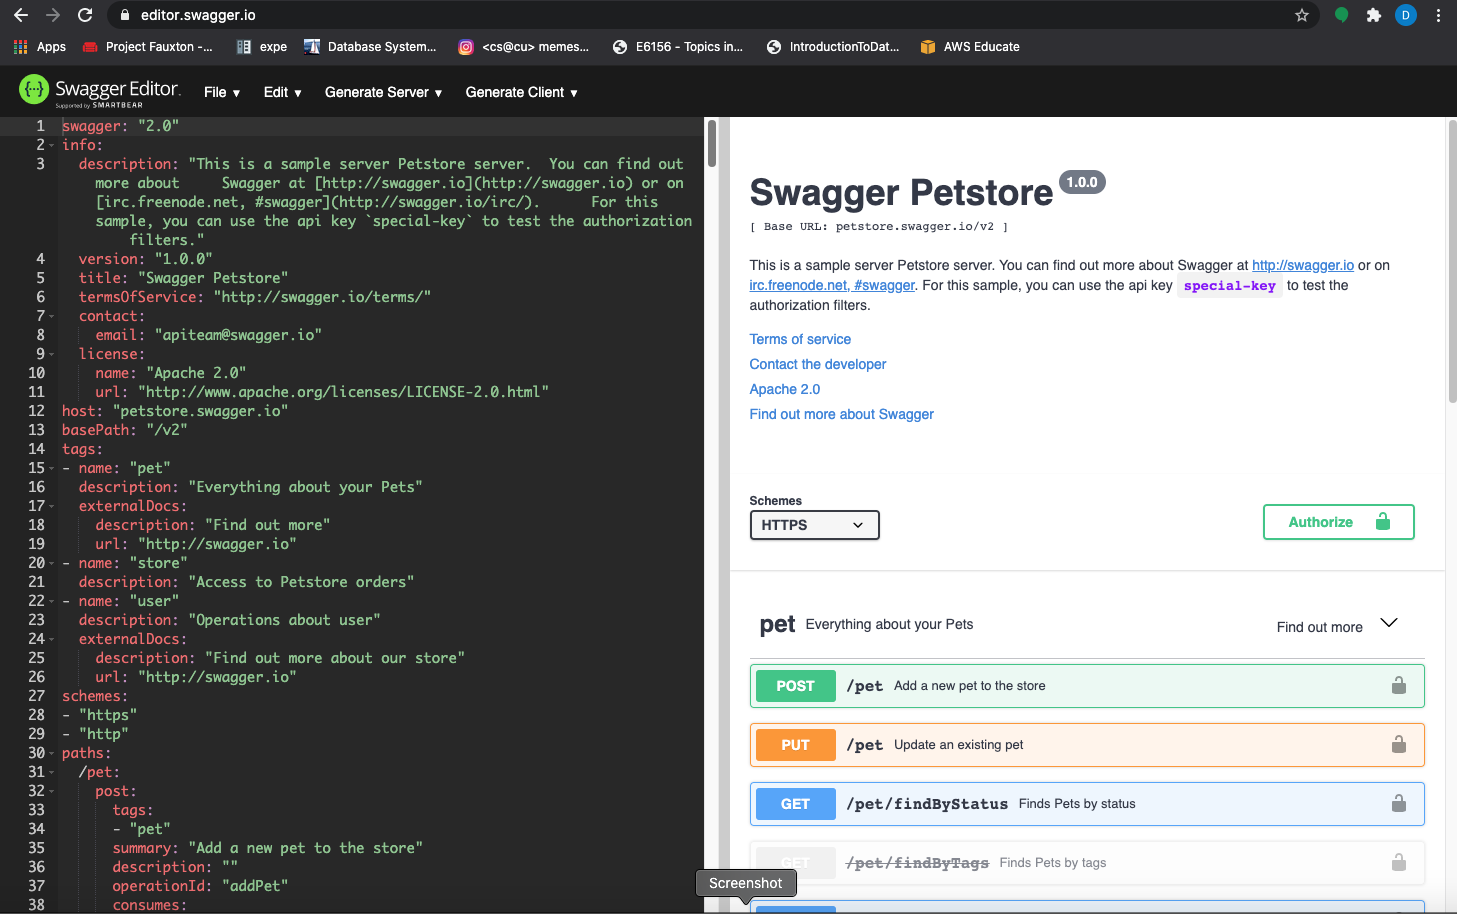 editor.swagger.io
D
Apps
Project Fauxton -...
expe
Database System...
<cs@cu> memes...
E6156 - Topics in...
IntroductionToDat...
AWS Educate
{··}
Swagger Editor.
Supported by SMARTBEAR
File ▾
Edit ▾
Generate Server ▾
Generate Client ▾
1 swagger: "2.0"
2 info:
3 description: "This is a sample server Petstore server.  You can find out
more about     Swagger at [http://swagger.io](http://swagger.io) or on
[irc.freenode.net, #swagger](http://swagger.io/irc/).      For this
sample, you can use the api key `special-key` to test the authorization
filters."
4 version: "1.0.0"
5 title: "Swagger Petstore"
6 termsOfService: "http://swagger.io/terms/"
7 contact:
8 email: "apiteam@swagger.io"
9 license:
10 name: "Apache 2.0"
11 url: "http://www.apache.org/licenses/LICENSE-2.0.html"
12 host: "petstore.swagger.io"
13 basePath: "/v2"
14 tags:
15 - name: "pet"
16 description: "Everything about your Pets"
17 externalDocs:
18 description: "Find out more"
19 url: "http://swagger.io"
20 - name: "store"
21 description: "Access to Petstore orders"
22 - name: "user"
23 description: "Operations about user"
24 externalDocs:
25 description: "Find out more about our store"
26 url: "http://swagger.io"
27 schemes:
28 - "https"
29 - "http"
30 paths:
31 /pet:
32 post:
33 tags:
34 - "pet"
35 summary: "Add a new pet to the store"
36 description: ""
37 operationId: "addPet"
38 consumes:
Swagger Petstore 1.0.0
[ Base URL: petstore.swagger.io/v2 ]
This is a sample server Petstore server. You can find out more about Swagger at http://swagger.io or on
irc.freenode.net, #swagger. For this sample, you can use the api key special-key to test the
authorization filters.
Terms of service
Contact the developer
Apache 2.0
Find out more about Swagger
Schemes
HTTPS
Authorize
pet Everything about your Pets
Find out more
POST /pet Add a new pet to the store
PUT /pet Update an existing pet
GET /pet/findByStatus Finds Pets by status
GET /pet/findByTags Finds Pets by tags
Screenshot